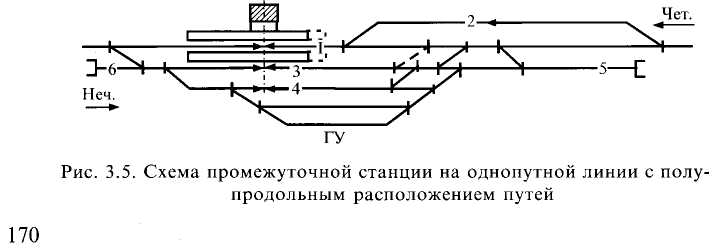 2
Чет.
I
6
3
5
4
Неч.
ГУ
Рис. 3.5. Схема промежуточной станции на однопутной линии с полу-
продольным расположением путей
170